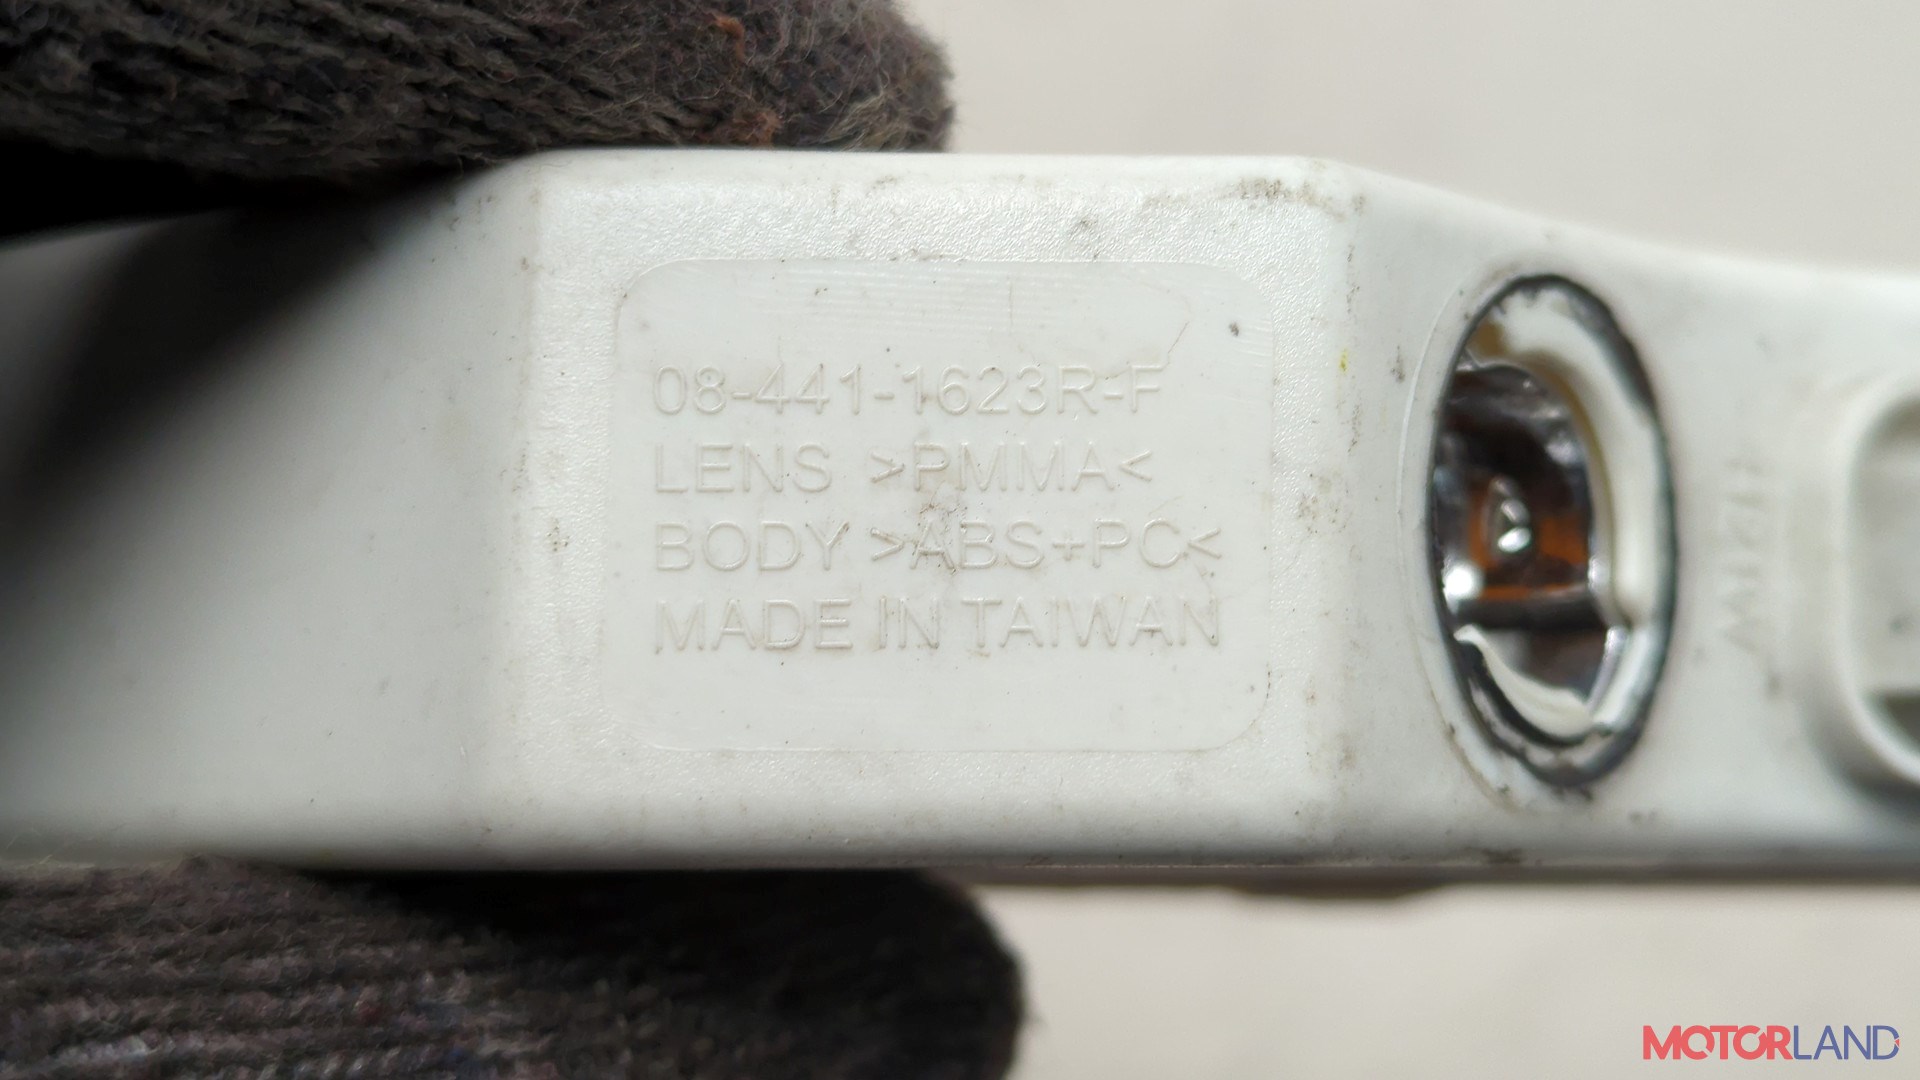 08-441-1623R-F
LENS >PMMA<
BODY >ABS+PC<
MADE IN TAIWAN
MOTORLAND